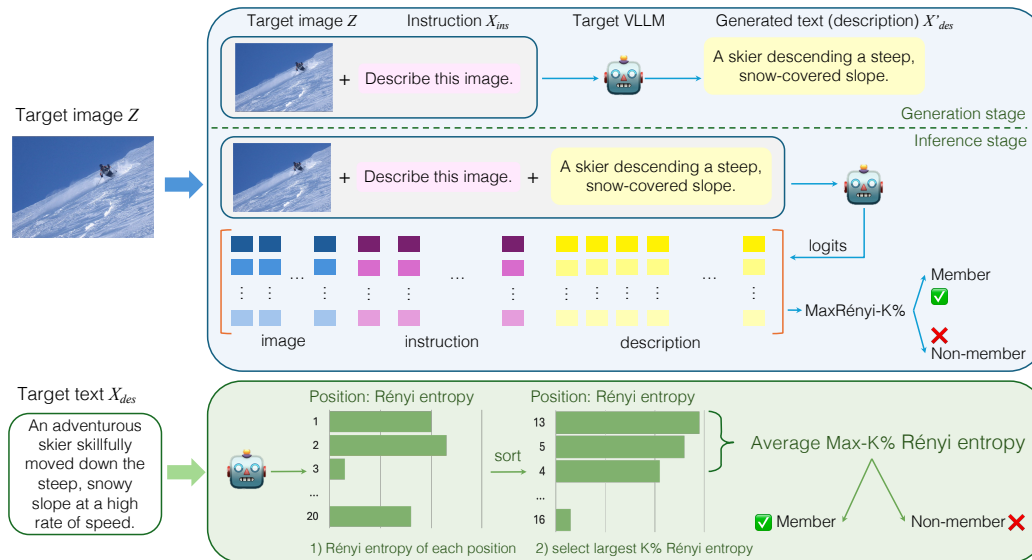 Target image Z
Instruction X_ins
Target VLLM
Generated text (description) X'_des
+
Describe this image.
A skier descending a steep,
snow-covered slope.
Generation stage
Target image Z
Inference stage
+
Describe this image.
+
A skier descending a steep,
snow-covered slope.
logits
...
...
...
MaxRényi-K%
Member
Non-member
image
instruction
description
Target text X_des
An adventurous
skier skillfully
moved down the
steep, snowy
slope at a high
rate of speed.
Position: Rényi entropy
1
2
3
...
20
1) Rényi entropy of each position
sort
Position: Rényi entropy
13
5
4
...
16
2) select largest K% Rényi entropy
Average Max-K% Rényi entropy
Member
Non-member